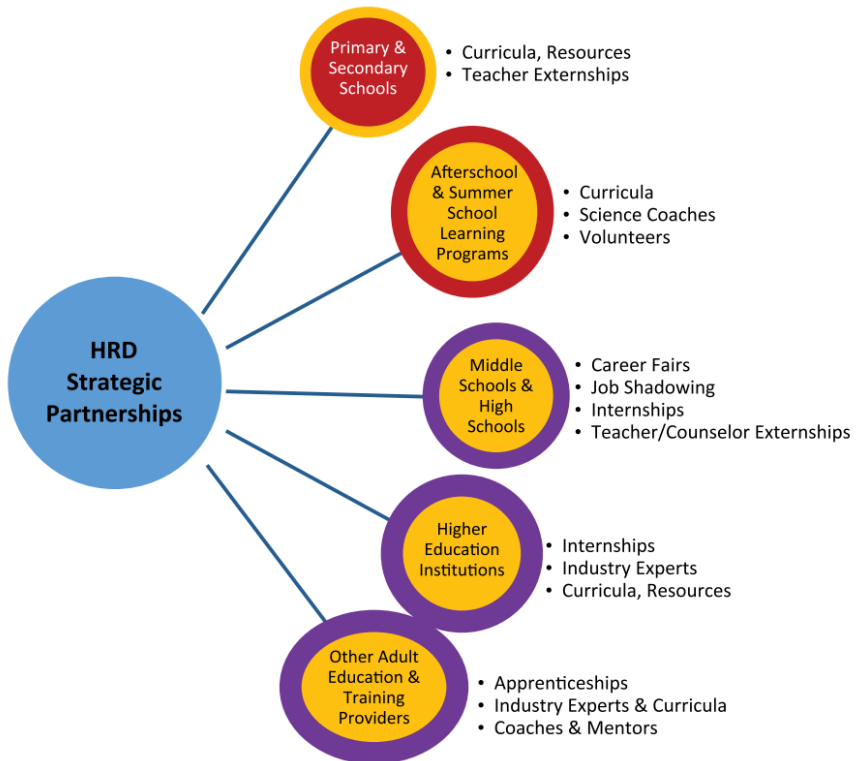 Primary &
Secondary
Schools
• Curricula, Resources
• Teacher Externships
Afterschool
& Summer
School
Learning
Programs
• Curricula
• Science Coaches
• Volunteers
HRD
Strategic
Partnerships
Middle
Schools &
High
Schools
• Career Fairs
• Job Shadowing
• Internships
• Teacher/Counselor Externships
Higher
Education
Institutions
• Internships
• Industry Experts
• Curricula, Resources
Other Adult
Education &
Training
Providers
• Apprenticeships
• Industry Experts & Curricula
• Coaches & Mentors